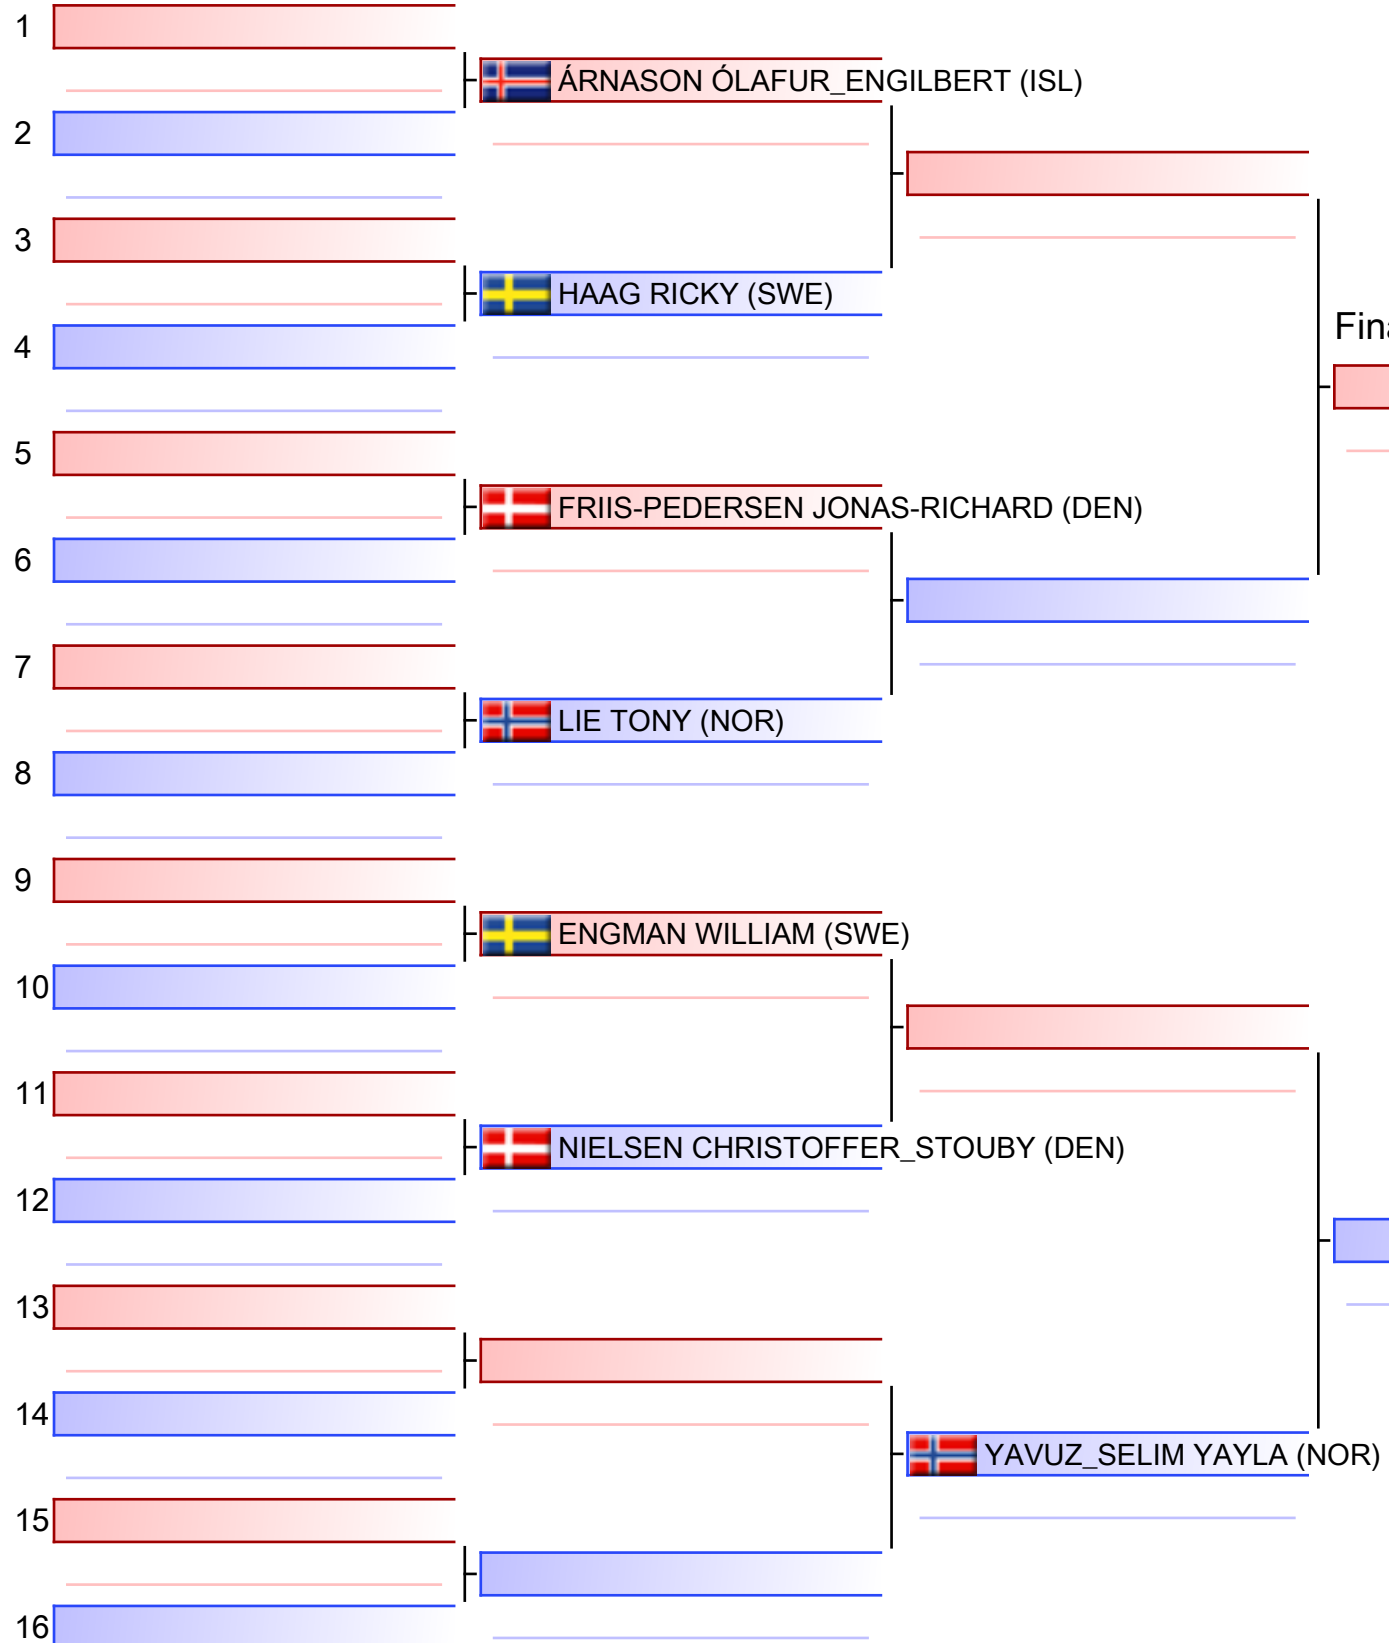 1
ÁRNASON ÓLAFUR_ENGILBERT (ISL)
2
3
HAAG RICKY (SWE)
4
5
FRIIS-PEDERSEN JONAS-RICHARD (DEN)
6
7
LIE TONY (NOR)
8
9
ENGMAN WILLIAM (SWE)
10
11
NIELSEN CHRISTOFFER_STOUBY (DEN)
12
13
14
YAVUZ_SELIM YAYLA (NOR)
15
16